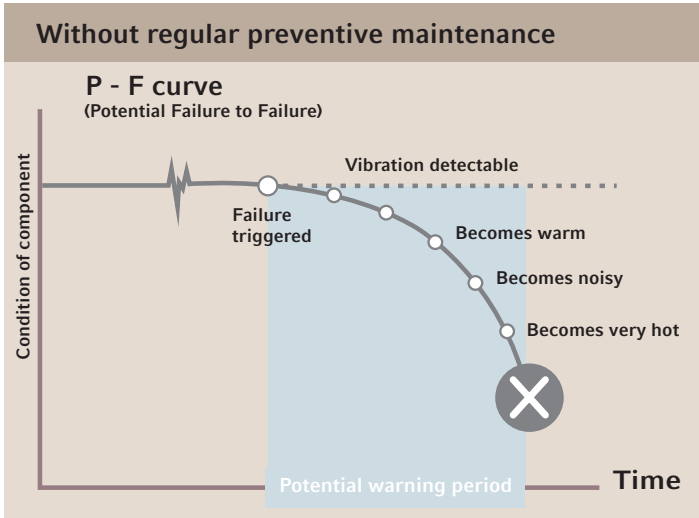 Without regular preventive maintenance
P - F curve
(Potential Failure to Failure)
Condition of component
Vibration detectable
Failure
triggered
Becomes warm
Becomes noisy
Becomes very hot
Potential warning period
Time